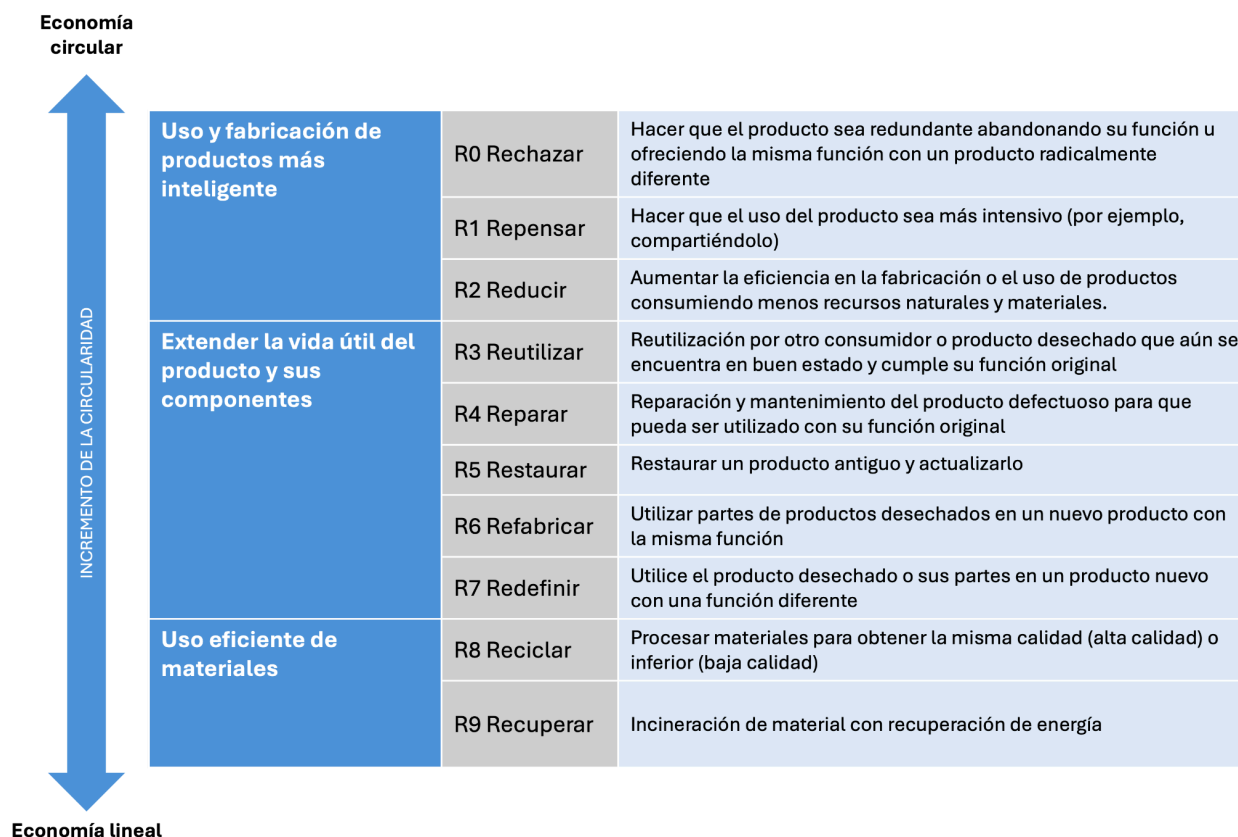 Economía
circular
INCREMENTO DE LA CIRCULARIDAD
Uso y fabricación de
productos más
inteligente
R0 Rechazar
Hacer que el producto sea redundante abandonando su función u
ofreciendo la misma función con un producto radicalmente
diferente
R1 Repensar
Hacer que el uso del producto sea más intensivo (por ejemplo,
compartiéndolo)
R2 Reducir
Aumentar la eficiencia en la fabricación o el uso de productos
consumiendo menos recursos naturales y materiales.
Extender la vida útil del
producto y sus
componentes
R3 Reutilizar
Reutilización por otro consumidor o producto desechado que aún se
encuentra en buen estado y cumple su función original
R4 Reparar
Reparación y mantenimiento del producto defectuoso para que
pueda ser utilizado con su función original
R5 Restaurar
Restaurar un producto antiguo y actualizarlo
R6 Refabricar
Utilizar partes de productos desechados en un nuevo producto con
la misma función
R7 Redefinir
Utilice el producto desechado o sus partes en un producto nuevo
con una función diferente
Uso eficiente de
materiales
R8 Reciclar
Procesar materiales para obtener la misma calidad (alta calidad) o
inferior (baja calidad)
R9 Recuperar
Incineración de material con recuperación de energía
Economía lineal